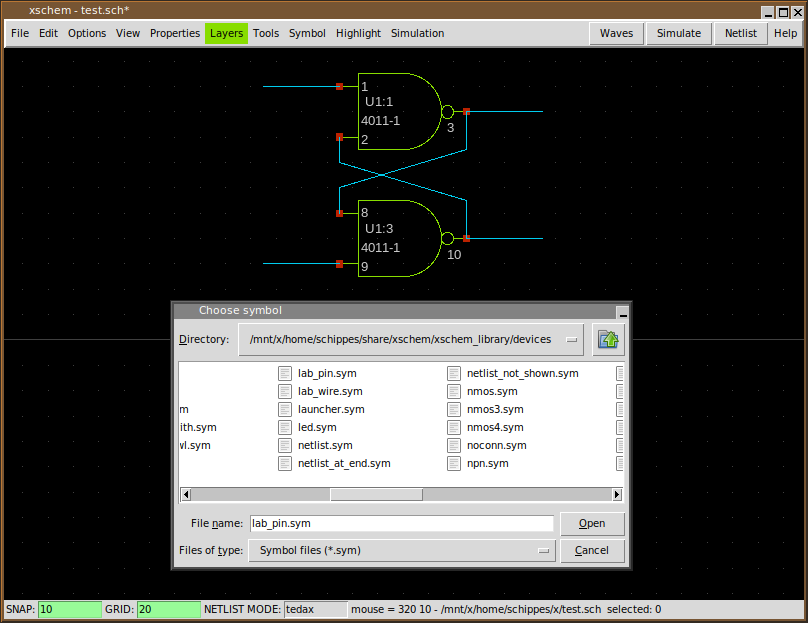 xschem - test.sch*
File Edit Options View Properties Layers Tools Symbol Highlight Simulation Waves Simulate Netlist Help
1
U1:1
4011-1
2
3
8
U1:3
4011-1
9
10
Choose symbol
Directory: /mnt/x/home/schippes/share/xschem/xschem_library/devices
lab_pin.sym netlist_not_shown.sym
lab_wire.sym nmos.sym
m launcher.sym nmos3.sym
ith.sym led.sym nmos4.sym
vl.sym netlist.sym noconn.sym
netlist_at_end.sym npn.sym
File name: lab_pin.sym Open
Files of type: Symbol files (*.sym) Cancel
SNAP: 10 GRID: 20 NETLIST MODE: tedax mouse = 320 10 - /mnt/x/home/schippes/x/test.sch selected: 0